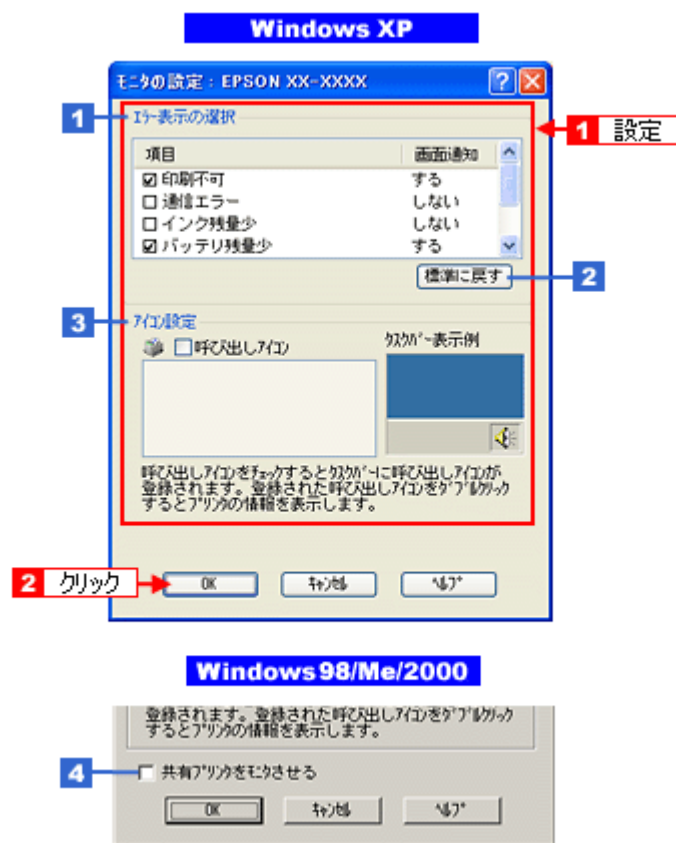 Windows XP
ﾓﾆﾀの設定 : EPSON XX-XXXX
1
ｴﾗｰ表示の選択
1 設定
項目 画面通知
印刷不可 する
通信エラー しない
インク残量少 しない
バッテリ残量少 する
標準に戻す
2
3
ｱｲｺﾝ設定
呼び出しｱｲｺﾝ
ﾀｽｸﾊﾞｰ表示例
呼び出しｱｲｺﾝをﾁｪｯｸするとﾀｽｸﾊﾞｰに呼び出しｱｲｺﾝが
登録されます。登録された呼び出しｱｲｺﾝをﾀﾞﾌﾞﾙｸﾘｯｸ
するとﾌﾟﾘﾝﾀの情報を表示します。
2 クリック
OK ｷｬﾝｾﾙ ﾍﾙﾌﾟ
Windows98/Me/2000
登録されます。登録された呼び出しｱｲｺﾝをﾀﾞﾌﾞﾙｸﾘｯｸ
するとﾌﾟﾘﾝﾀの情報を表示します。
4
共有ﾌﾟﾘﾝﾀをﾓﾆﾀさせる
OK ｷｬﾝｾﾙ ﾍﾙﾌﾟ